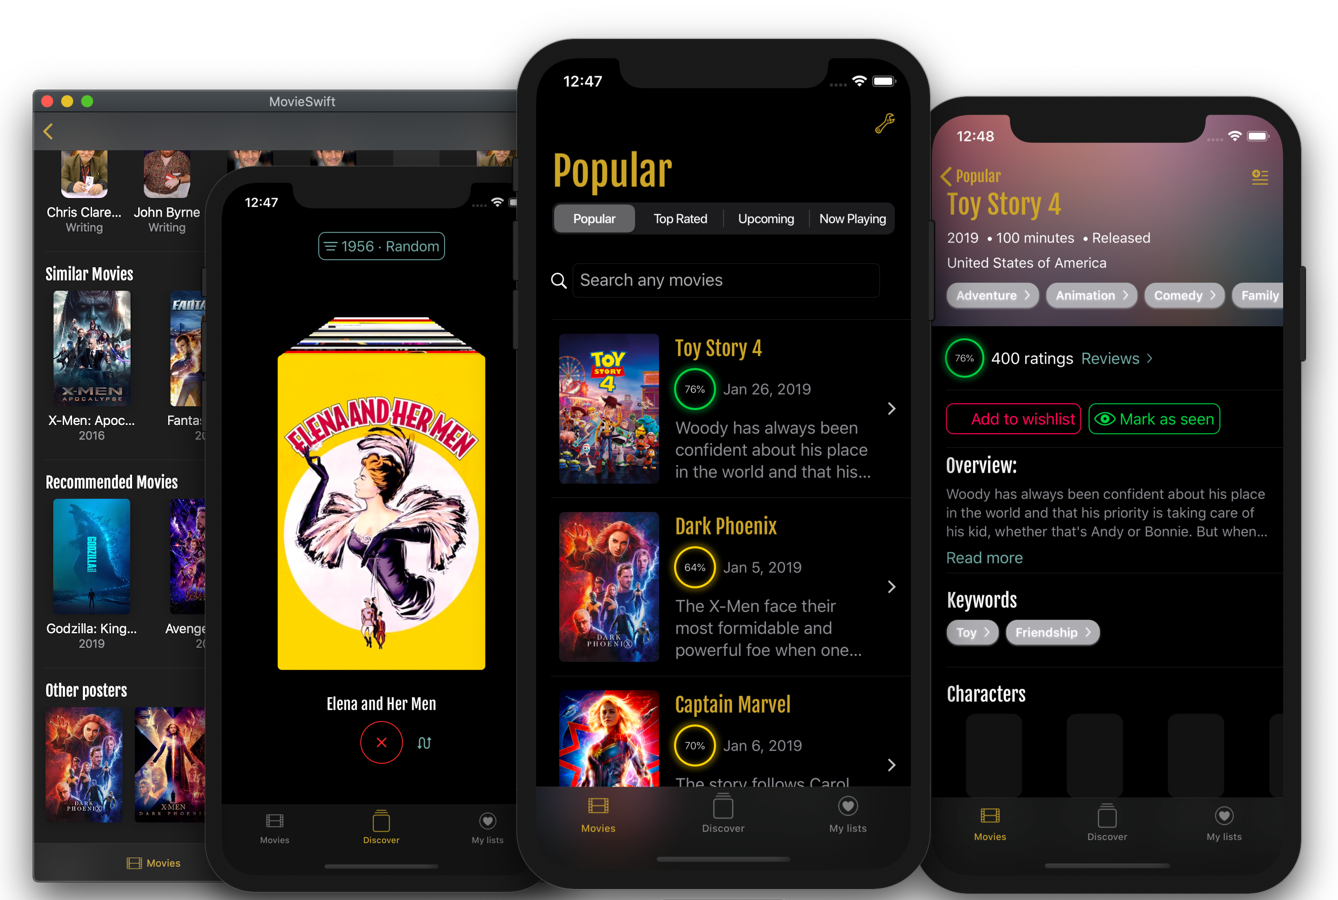 MovieSwift
Chris Clare...
John Byrne
Writing
Writing
Similar Movies
X-MEN
APOCALYPSE
X-Men: Apoc...
2016
Fantas
20
Recommended Movies
GODZILLA
Godzilla: King...
2019
Avenge
20
Other posters
DARK
PHOENIX
X-MEN
DARK PHOENIX
Movies
12:47
1956 · Random
ELENA AND HER MEN
Elena and Her Men
Movies
Discover
My lists
12:47
Popular
Popular
Top Rated
Upcoming
Now Playing
Search any movies
TOY
STORY
4
Toy Story 4
76%
Jan 26, 2019
Woody has always been
confident about his place
in the world and that his...
DARK
PHOENIX
Dark Phoenix
64%
Jan 5, 2019
The X-Men face their
most formidable and
powerful foe when one...
Captain Marvel
70%
Jan 6, 2019
The story follows Carol
Movies
Discover
My lists
12:48
Popular
Toy Story 4
2019 • 100 minutes • Released
United States of America
Adventure
Animation
Comedy
Family
76%
400 ratings
Reviews
Add to wishlist
Mark as seen
Overview:
Woody has always been confident about his place
in the world and that his priority is taking care of
his kid, whether that's Andy or Bonnie. But when...
Read more
Keywords
Toy
Friendship
Characters
Movies
Discover
My lists